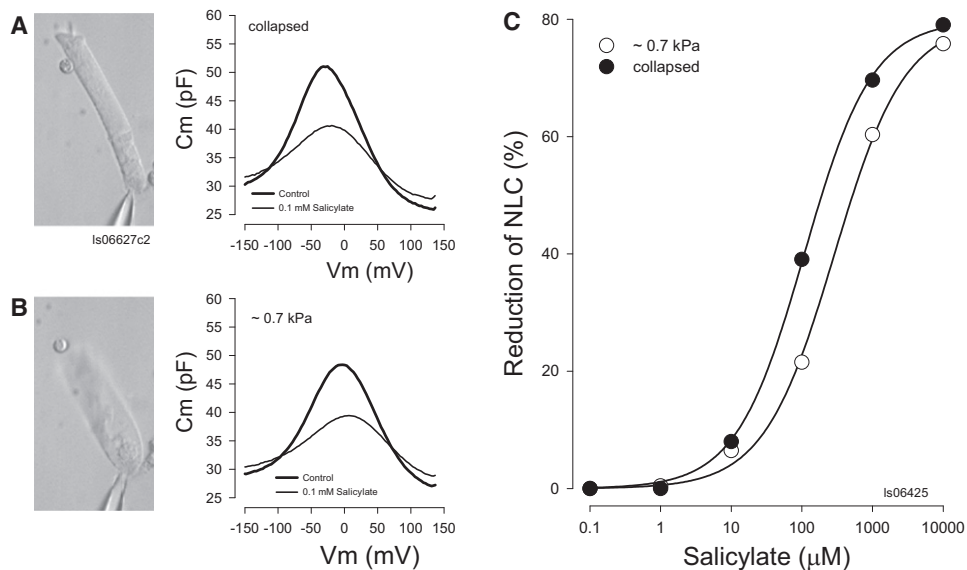 A
ls06627c2
collapsed
Cm (pF)
60
55
50
45
40
35
30
25
Control
0.1 mM Salicylate
-150 -100 -50 0 50 100 150
Vm (mV)
B
~ 0.7 kPa
Cm (pF)
60
55
50
45
40
35
30
25
Control
0.1 mM Salicylate
-150 -100 -50 0 50 100 150
Vm (mV)
C
Reduction of NLC (%)
80
60
40
20
0
~ 0.7 kPa
collapsed
ls06425
0.1 1 10 100 1000 10000
Salicylate (μM)